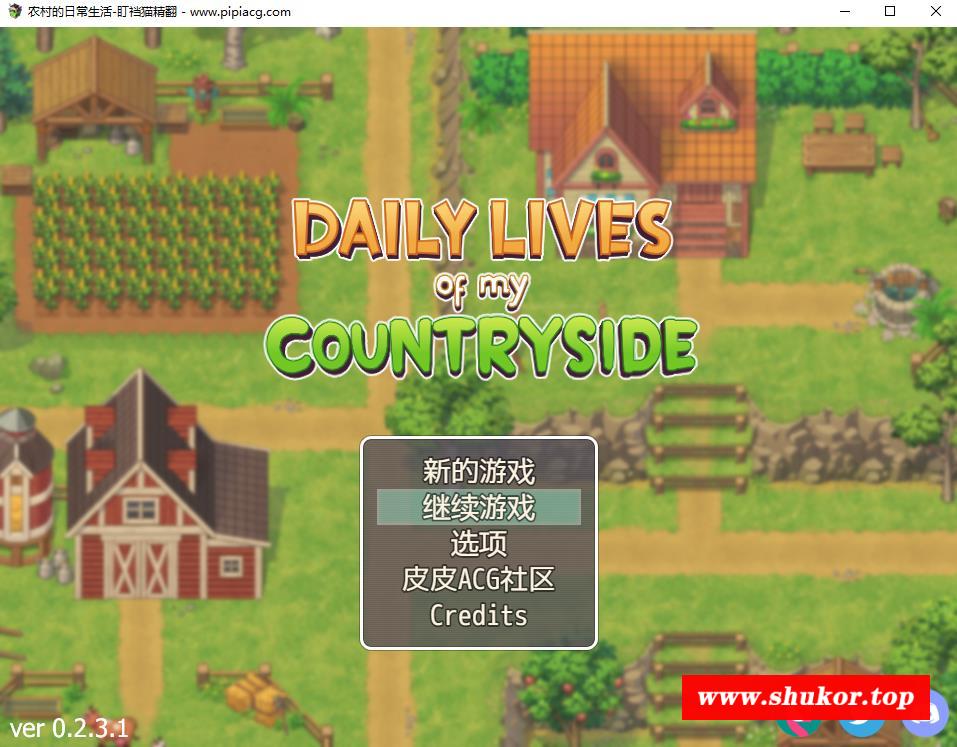 农村的日常生活-盯裆猫精翻 - www.pipiacg.com
DAILY LIVES
OF MY
COUNTRYSIDE
新的游戏
继续游戏
选项
皮皮ACG社区
Credits
www.shukor.top
ver 0.2.3.1